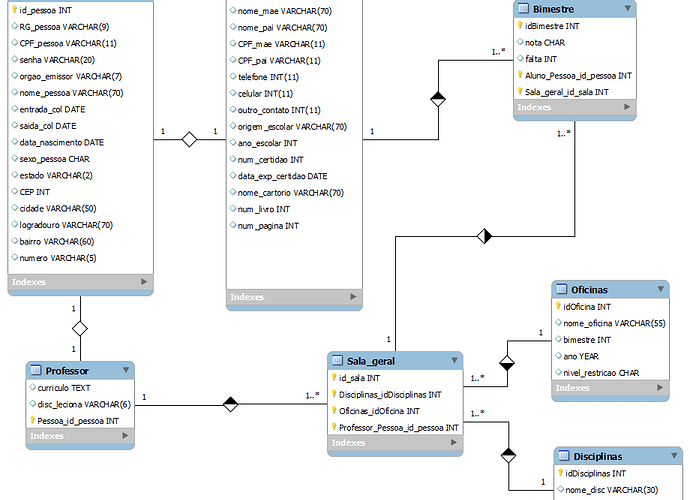 id_pessoa INT
RG_pessoa VARCHAR(9)
CPF_pessoa VARCHAR(11)
senha VARCHAR(20)
orgao_emissor VARCHAR(7)
nome_pessoa VARCHAR(70)
entrada_col DATE
saida_col DATE
data_nascimento DATE
sexo_pessoa CHAR
estado VARCHAR(2)
CEP INT
cidade VARCHAR(50)
logradouro VARCHAR(70)
bairro VARCHAR(60)
numero VARCHAR(5)
Indexes
1
1
nome_mae VARCHAR(70)
nome_pai VARCHAR(70)
CPF_mae VARCHAR(11)
CPF_pai VARCHAR(11)
telefone INT(11)
celular INT(11)
outro_contato INT(11)
origem_escolar VARCHAR(70)
ano_escolar INT
num_certidao INT
data_exp_certidao DATE
nome_cartorio VARCHAR(70)
num_livro INT
num_pagina INT
Indexes
1
1..*
Bimestre
idBimestre INT
nota CHAR
falta INT
Aluno_Pessoa_id_pessoa INT
Sala_geral_id_sala INT
Indexes
1..*
1
1
1
Professor
curriculo TEXT
disc_leciona VARCHAR(6)
Pessoa_id_pessoa INT
Indexes
1
1..*
Sala_geral
id_sala INT
Disciplinas_idDisciplinas INT
Oficinas_idOficina INT
Professor_Pessoa_id_pessoa INT
Indexes
1..*
1
1..*
1
Oficinas
idOficina INT
nome_oficina VARCHAR(55)
bimestre INT
ano YEAR
nivel_restricao CHAR
Indexes
Disciplinas
idDisciplinas INT
nome_disc VARCHAR(30)